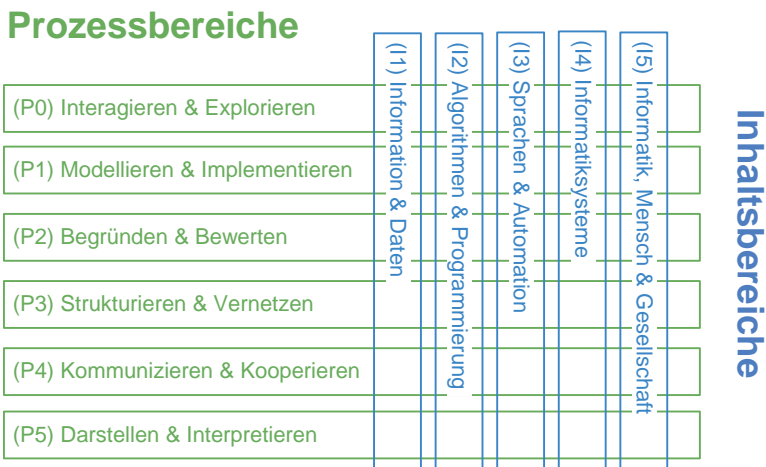 Prozessbereiche
(P0) Interagieren & Explorieren
(P1) Modellieren & Implementieren
(P2) Begründen & Bewerten
(P3) Strukturieren & Vernetzen
(P4) Kommunizieren & Kooperieren
(P5) Darstellen & Interpretieren
(I1) Information & Daten
(I2) Algorithmen & Programmierung
(I3) Sprachen & Automation
(I4) Informatiksysteme
(I5) Informatik, Mensch & Gesellschaft
Inhaltsbereiche